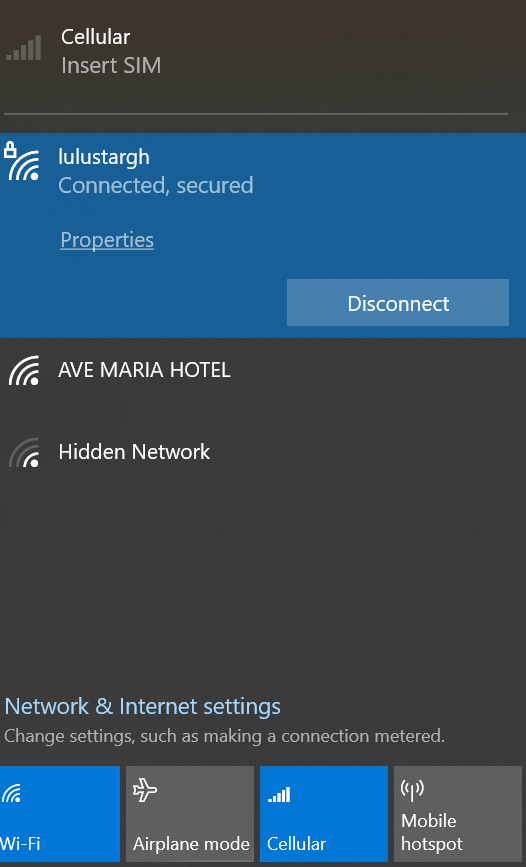 Cellular
Insert SIM
lulustargh
Connected, secured
Properties
Disconnect
AVE MARIA HOTEL
Hidden Network
Network & Internet settings
Change settings, such as making a connection metered.
Wi-Fi
Airplane mode
Cellular
Mobile
hotspot